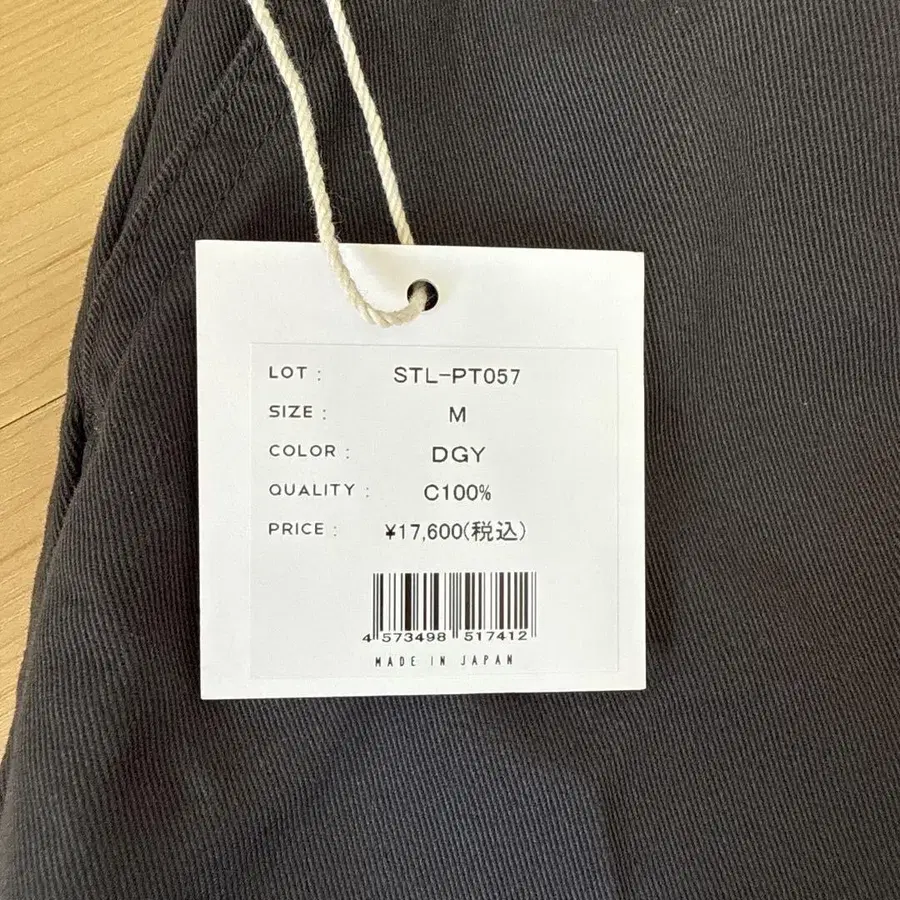 LOT : STL-PT057
SIZE : M
COLOR : DGY
QUALITY : C100%
PRICE : ¥17,600(税込)
4 573498 517412
MADE IN JAPAN